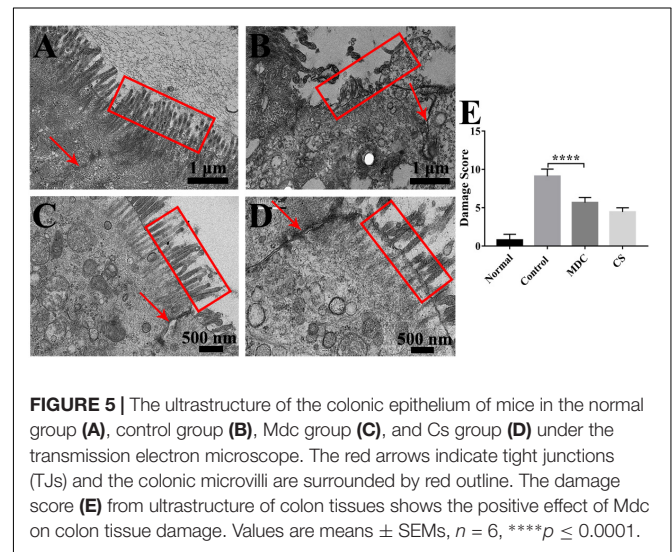 A
B
1 μm
1 μm
E
Damage Score
15
10
5
0
****
Normal
Control
MDC
CS
C
D
500 nm
500 nm
FIGURE 5 | The ultrastructure of the colonic epithelium of mice in the normal
group (A), control group (B), Mdc group (C), and Cs group (D) under the
transmission electron microscope. The red arrows indicate tight junctions
(TJs) and the colonic microvilli are surrounded by red outline. The damage
score (E) from ultrastructure of colon tissues shows the positive effect of Mdc
on colon tissue damage. Values are means ± SEMs, n = 6, ****p ≤ 0.0001.